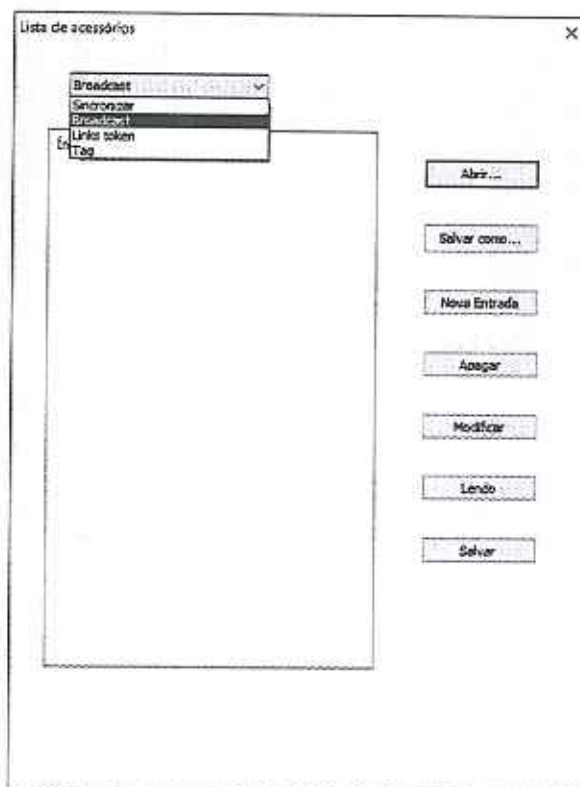 Lista de acessórios
Broadcast
Sincronizar
Broadcast
Links token
Tag
Abrir...
Salvar como...
Nova Entrada
Apagar
Modificar
Lendo
Salvar